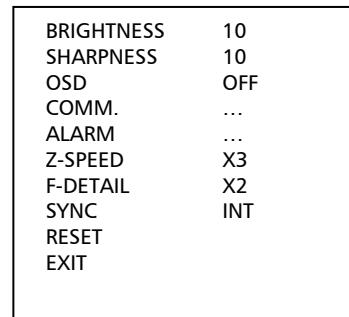 BRIGHTNESS 10
SHARPNESS 10
OSD OFF
COMM. …
ALARM …
Z-SPEED X3
F-DETAIL X2
SYNC INT
RESET
EXIT